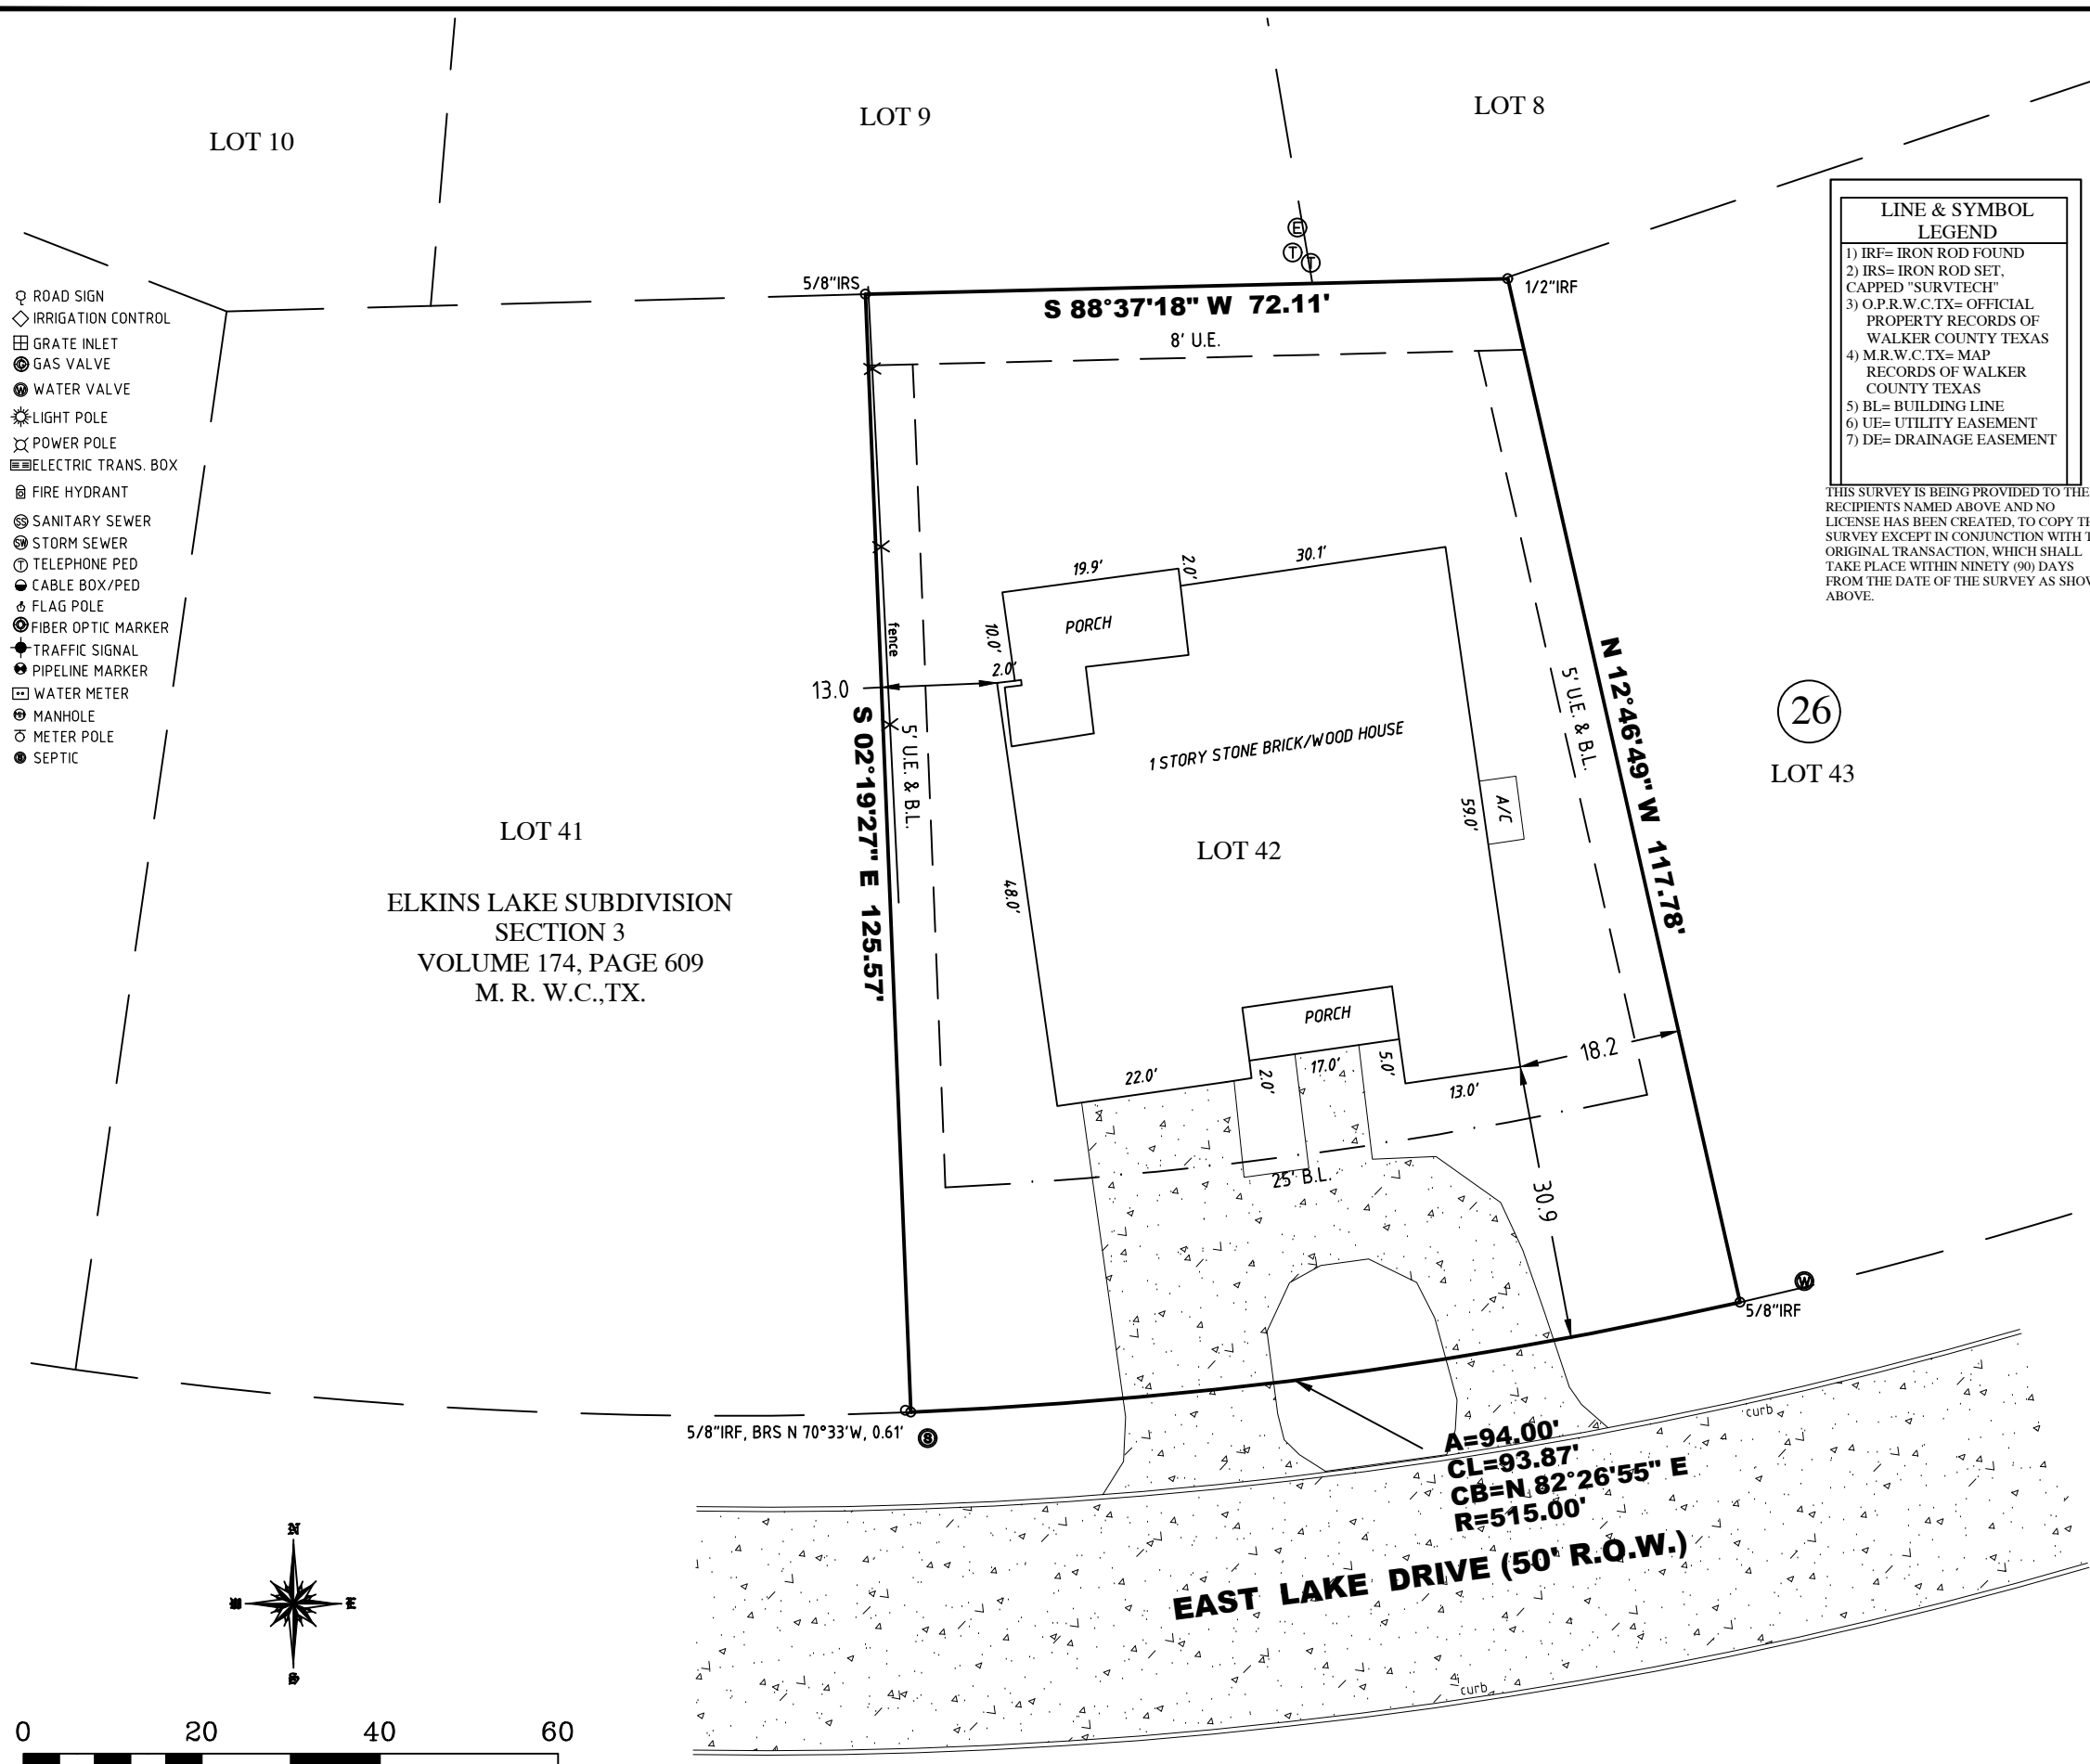 LOT 10
LOT 9
LOT 8
E
T
T
5/8"IRS
1/2"IRF
S 88°37'18" W 72.11'
8' U.E.
ROAD SIGN
IRRIGATION CONTROL
GRATE INLET
GAS VALVE
WATER VALVE
LIGHT POLE
POWER POLE
ELECTRIC TRANS. BOX
FIRE HYDRANT
SANITARY SEWER
STORM SEWER
TELEPHONE PED
CABLE BOX/PED
FLAG POLE
FIBER OPTIC MARKER
TRAFFIC SIGNAL
PIPELINE MARKER
WATER METER
MANHOLE
METER POLE
SEPTIC
LINE & SYMBOL
LEGEND
1) IRF= IRON ROD FOUND
2) IRS= IRON ROD SET,
CAPPED "SURVTECH"
3) O.P.R.W.C.TX= OFFICIAL
PROPERTY RECORDS OF
WALKER COUNTY TEXAS
4) M.R.W.C.TX= MAP
RECORDS OF WALKER
COUNTY TEXAS
5) BL= BUILDING LINE
6) UE= UTILITY EASEMENT
7) DE= DRAINAGE EASEMENT
THIS SURVEY IS BEING PROVIDED TO THE
RECIPIENTS NAMED ABOVE AND NO
LICENSE HAS BEEN CREATED, TO COPY
SURVEY EXCEPT IN CONJUNCTION WITH
ORIGINAL TRANSACTION, WHICH SHALL
TAKE PLACE WITHIN NINETY (90) DAYS
FROM THE DATE OF THE SURVEY AS
ABOVE.
19.9'
2.0'
30.1'
PORCH
10.0'
2.0'
fence
13.0
S 02°19'27" E 125.57'
5' U.E. & B.L.
1 STORY STONE BRICK/WOOD HOUSE
59.0'
A/C
5' U.E. & B.L.
N 12°46'49" W 117.78'
26
LOT 43
LOT 41
LOT 42
48.0'
ELKINS LAKE SUBDIVISION
SECTION 3
VOLUME 174, PAGE 609
M. R. W.C.,TX.
PORCH
22.0'
2.0'
17.0'
5.0'
13.0'
18.2
25' B.L.
30.9
W
5/8"IRF
5/8"IRF, BRS N 70°33'W, 0.61'
S
A=94.00'
CL=93.87'
CB=N 82°26'55" E
R=515.00'
curb
EAST LAKE DRIVE (50' R.O.W.)
curb
N
W
E
S
0 20 40 60